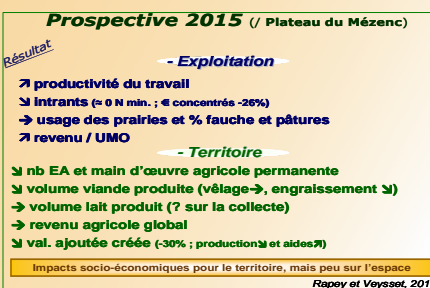 Prospective 2015 (/ Plateau du Mézenc)
Résultat
- Exploitation
↗ productivité du travail
↘ intrants (≈ 0 N min. ; € concentrés -26%)
→ usage des prairies et % fauche et pâtures
↗ revenu / UMO
- Territoire
↘ nb EA et main d'œuvre agricole permanente
↘ volume viande produite (vêlage→, engraissement ↘)
→ volume lait produit (? sur la collecte)
→ revenu agricole global
↘ val. ajoutée créée (-30% ; production↘ et aides↗)
Impacts socio-économiques pour le territoire, mais peu sur l'espace
Rapey et Veysset, 201